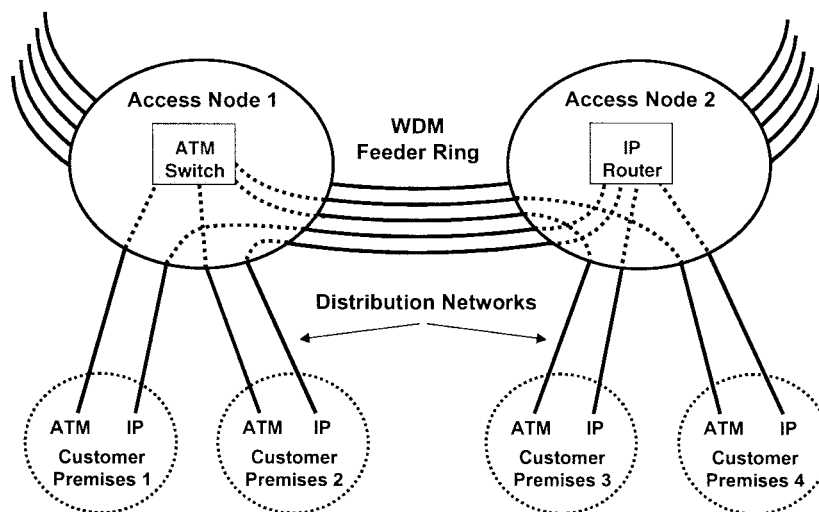 Access Node 1
ATM
Switch
WDM
Feeder Ring
Access Node 2
IP
Router
Distribution Networks
ATM IP
Customer
Premises 1
ATM IP
Customer
Premises 2
ATM IP
Customer
Premises 3
ATM IP
Customer
Premises 4